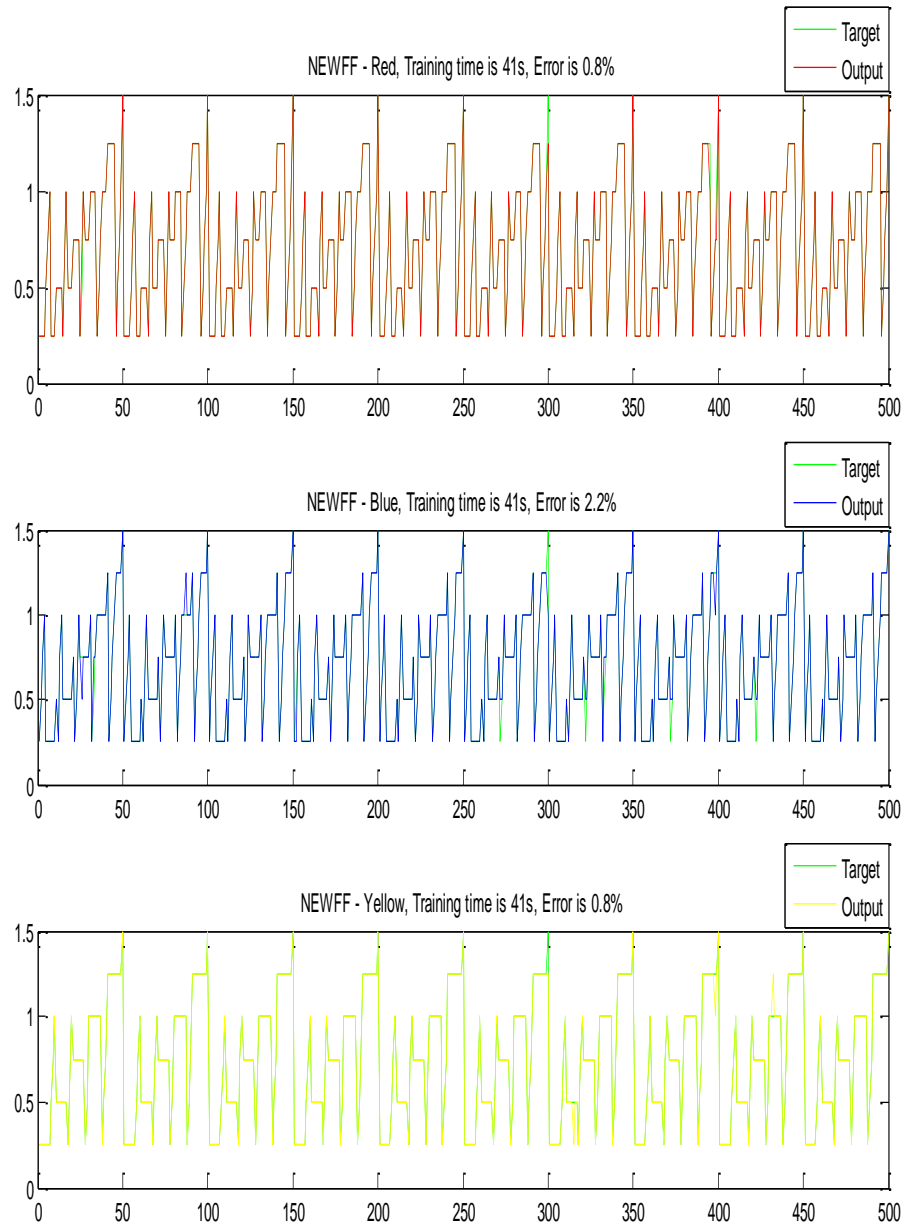 Target
Output
NEWFF - Red, Training time is 41s, Error is 0.8%
1.5
1
0.5
0
0 50 100 150 200 250 300 350 400 450 500
Target
Output
NEWFF - Blue, Training time is 41s, Error is 2.2%
1.5
1
0.5
0
0 50 100 150 200 250 300 350 400 450 500
Target
Output
NEWFF - Yellow, Training time is 41s, Error is 0.8%
1.5
1
0.5
0
0 50 100 150 200 250 300 350 400 450 500